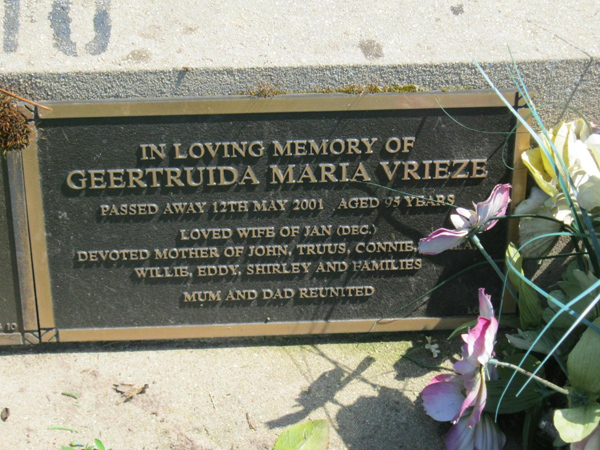 IN LOVING MEMORY OF
GEERTRUIDA MARIA VRIEZE
PASSED AWAY 12TH MAY 2001 AGED 95 YEARS
LOVED WIFE OF JAN (DEC.)
DEVOTED MOTHER OF JOHN, TRUUS, CONNIE,
WILLIE, EDDY, SHIRLEY AND FAMILIES
MUM AND DAD REUNITED
10